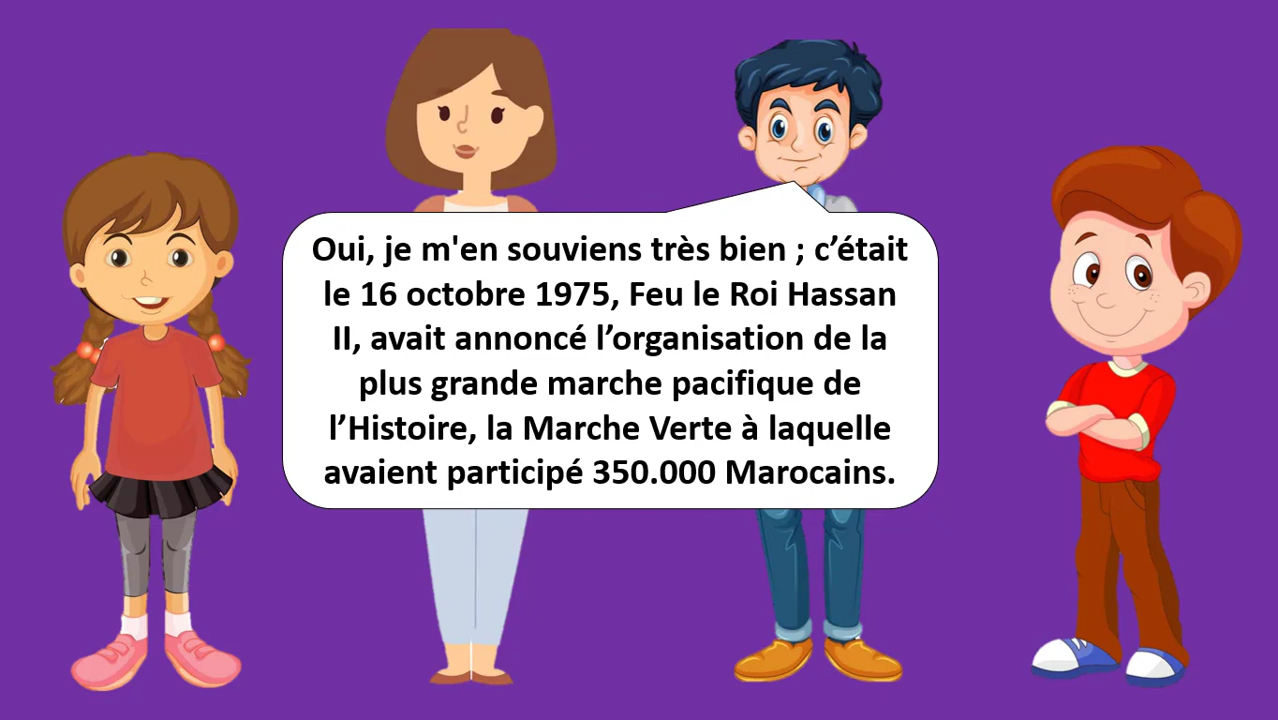 Oui, je m'en souviens très bien ; c’était
le 16 octobre 1975, Feu le Roi Hassan
II, avait annoncé l’organisation de la
plus grande marche pacifique de
l’Histoire, la Marche Verte à laquelle
avaient participé 350.000 Marocains.